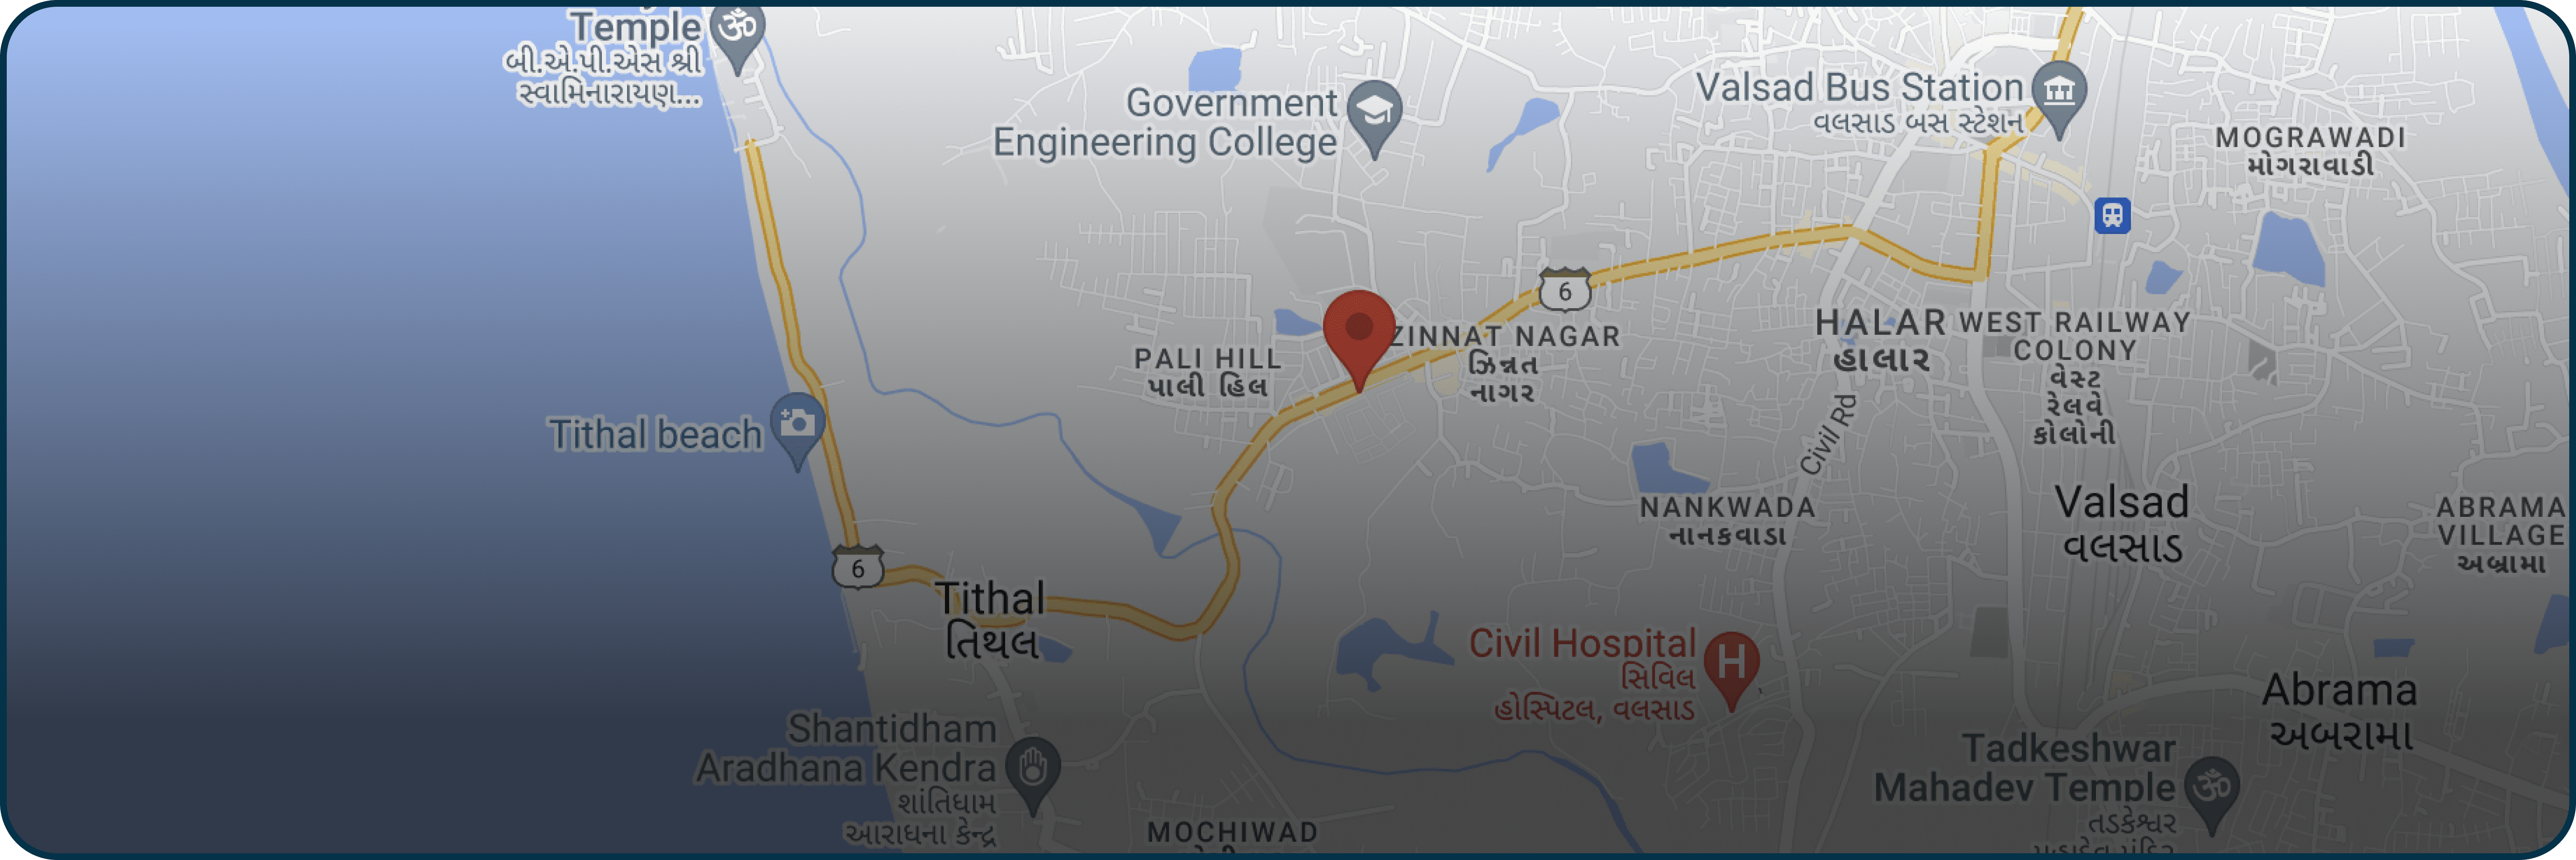 Temple
બી.એ.પી.એસ શ્રી
સ્વામિનારાયણ...
Government
Engineering College
Valsad Bus Station
વલસાડ બસ સ્ટેશન
MOGRAWADI
મોગરાવાડી
6
ZINNAT NAGAR
ઝિન્નત
નાગર
PALI HILL
પાલી હિલ
HALAR
હાલાર
WEST RAILWAY
COLONY
વેસ્ટ
રેલવે
કોલોની
Tithal beach
Civil Rd
NANKWADA
નાનકવાડા
Valsad
વલસાડ
ABRAMA
VILLAGE
અબ્રામા
6
Tithal
તિથલ
Civil Hospital
સિવિલ
હોસ્પિટલ, વલસાડ
H
Abrama
અબરામા
Shantidham
Aradhana Kendra
શાંતિધામ
આરાધના કેન્દ્ર
MOCHIWAD
Tadkeshwar
Mahadev Temple
તડકેશ્વર